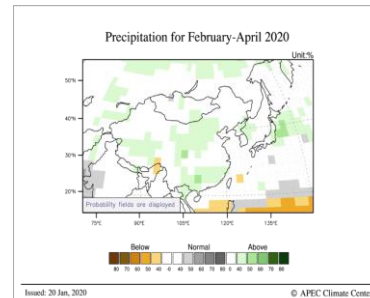 Precipitation for February-April 2020
Unit:%
50°N
40°N
30°N
20°N
Probability fields are displayed
75°E 90°E 105°E 120°E 135°E
Below Normal Above
80 70 60 50 40 0 40 50 60 70 80 0 40 50 60 70 80
Issued: 20 Jan, 2020
© APEC Climate Center